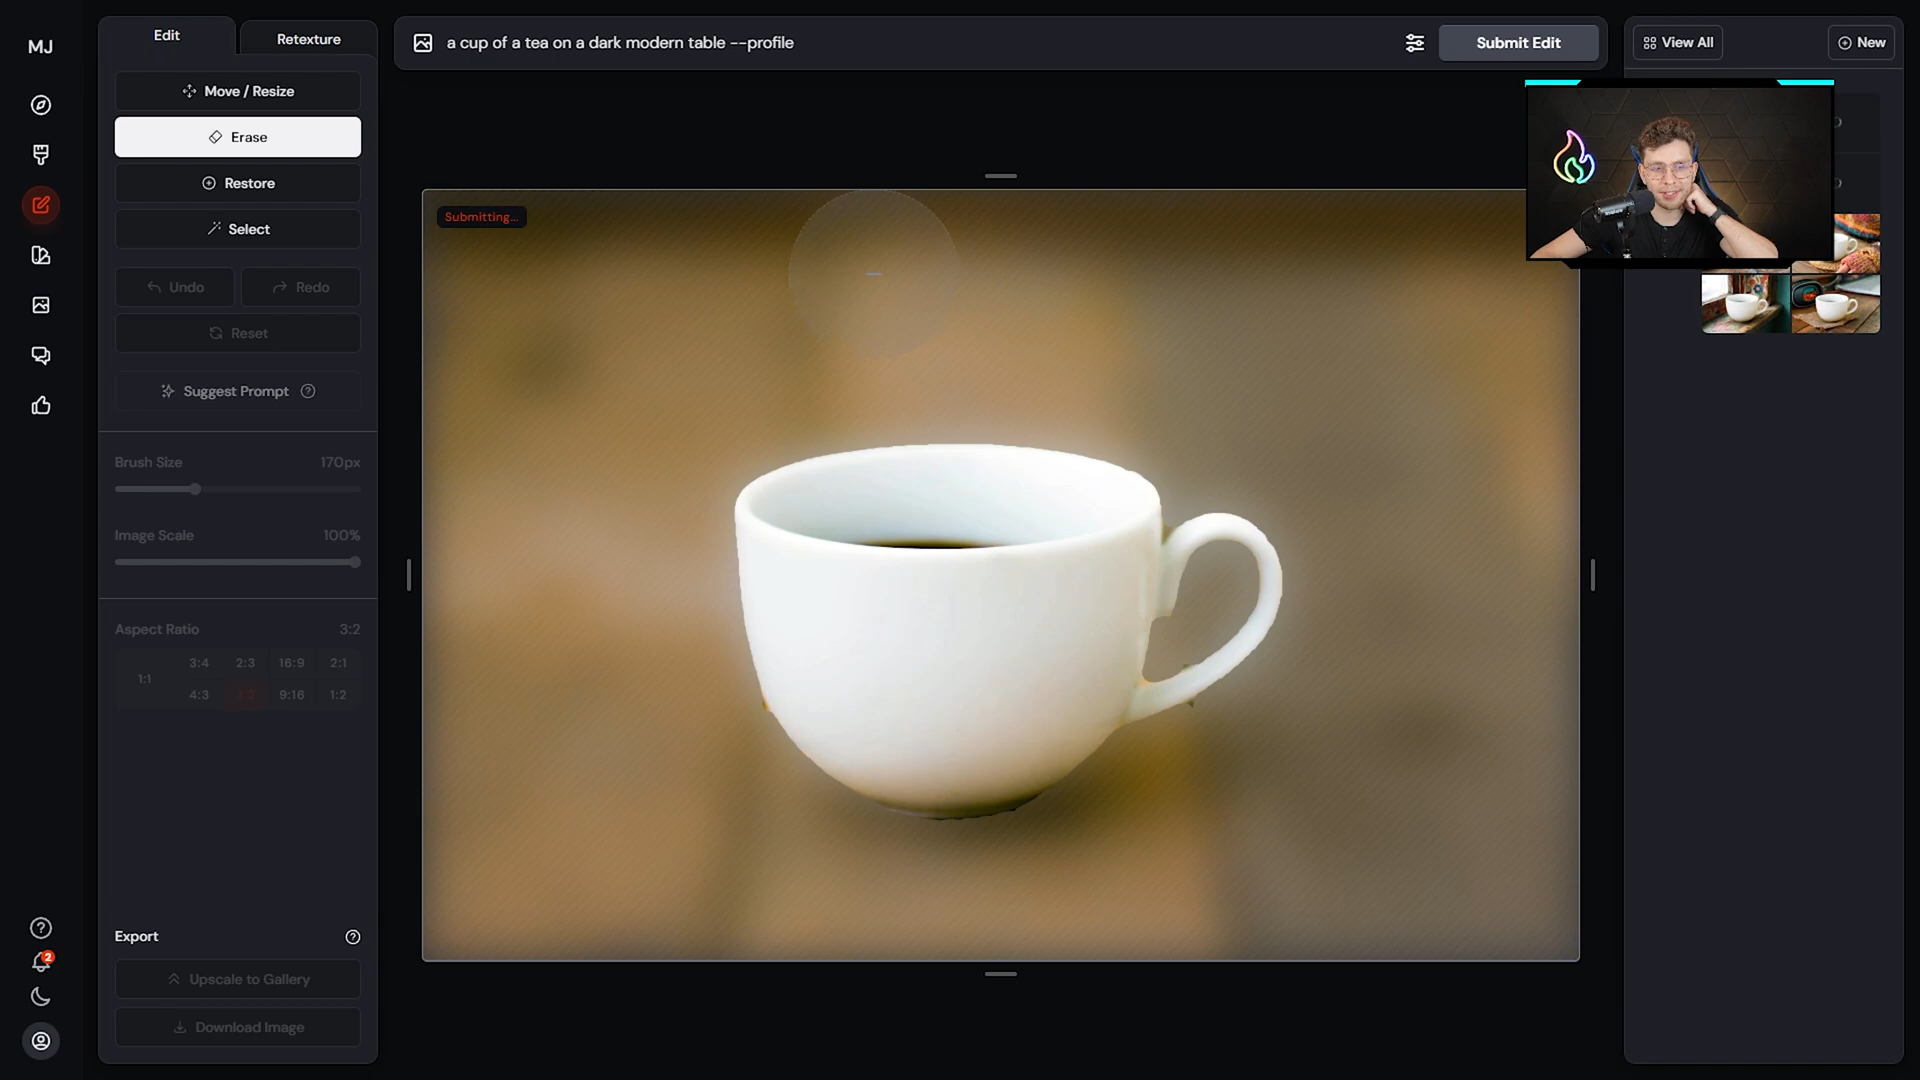 MJ
Edit
Retexture
a cup of a tea on a dark modern table --profile
Submit Edit
View All
New
Move / Resize
Erase
Restore
Select
Undo
Redo
Reset
Suggest Prompt
Submitting...
Brush Size
170px
Image Scale
100%
Aspect Ratio
3:2
1:1
3:4
2:3
16:9
2:1
4:3
3:2
9:16
1:2
Export
Upscale to Gallery
Download Image
2